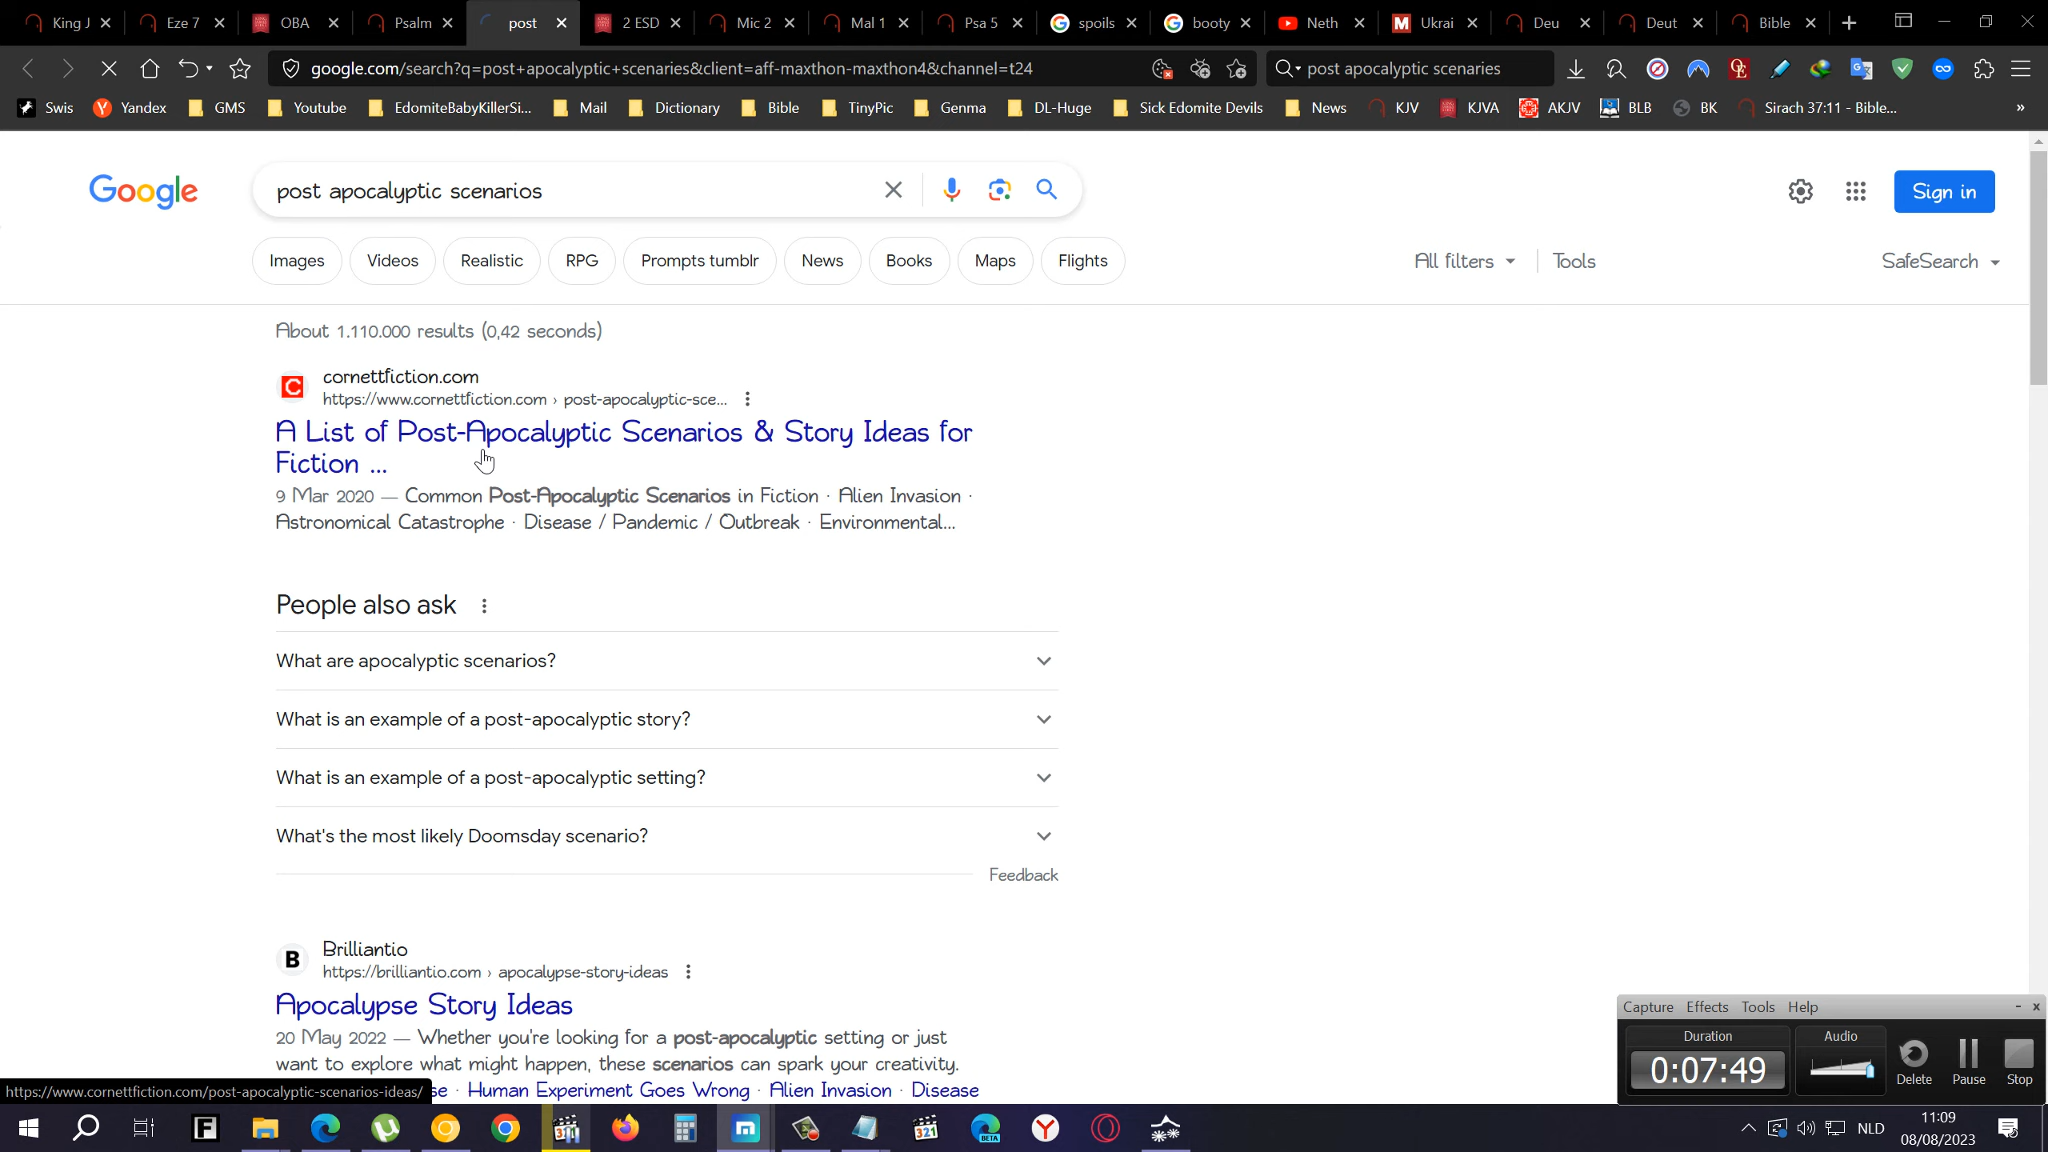 King J
Eze 7
OBA
Psalm
post
2 ESD
Mic 2
Mal 1
Psa 5
spoils
booty
Neth
Ukrai
Deu
Deut
Bible
google.com/search?q=post+apocalyptic+scenaries&client=aff-maxthon-maxthon4&channel=t24
post apocalyptic scenaries
Swis
Yandex
GMS
Youtube
EdomiteBabyKillerSi...
Mail
Dictionary
Bible
TinyPic
Genma
DL-Huge
Sick Edomite Devils
News
KJV
KJVA
AKJV
BLB
BK
Sirach 37:11 - Bible...
»
Google
post apocalyptic scenarios
Sign in
Images
Videos
Realistic
RPG
Prompts tumblr
News
Books
Maps
Flights
All filters
Tools
SafeSearch
About 1.110.000 results (0,42 seconds)
cornettfiction.com
https://www.cornettfiction.com › post-apocalyptic-sce...
A List of Post-Apocalyptic Scenarios & Story Ideas for
Fiction ...
9 Mar 2020 — Common Post-Apocalyptic Scenarios in Fiction · Alien Invasion ·
Astronomical Catastrophe · Disease / Pandemic / Outbreak · Environmental...
People also ask
What are apocalyptic scenarios?
What is an example of a post-apocalyptic story?
What is an example of a post-apocalyptic setting?
What's the most likely Doomsday scenario?
Feedback
B
Brilliantio
https://brilliantio.com › apocalypse-story-ideas
Apocalypse Story Ideas
20 May 2022 — Whether you're looking for a post-apocalyptic setting or just
want to explore what might happen, these scenarios can spark your creativity.
se · Human Experiment Goes Wrong · Alien Invasion · Disease
https://www.cornettfiction.com/post-apocalyptic-scenarios-ideas/
Capture Effects Tools Help
Duration
Audio
0:07:49
Delete
Pause
Stop
NLD
11:09
08/08/2023